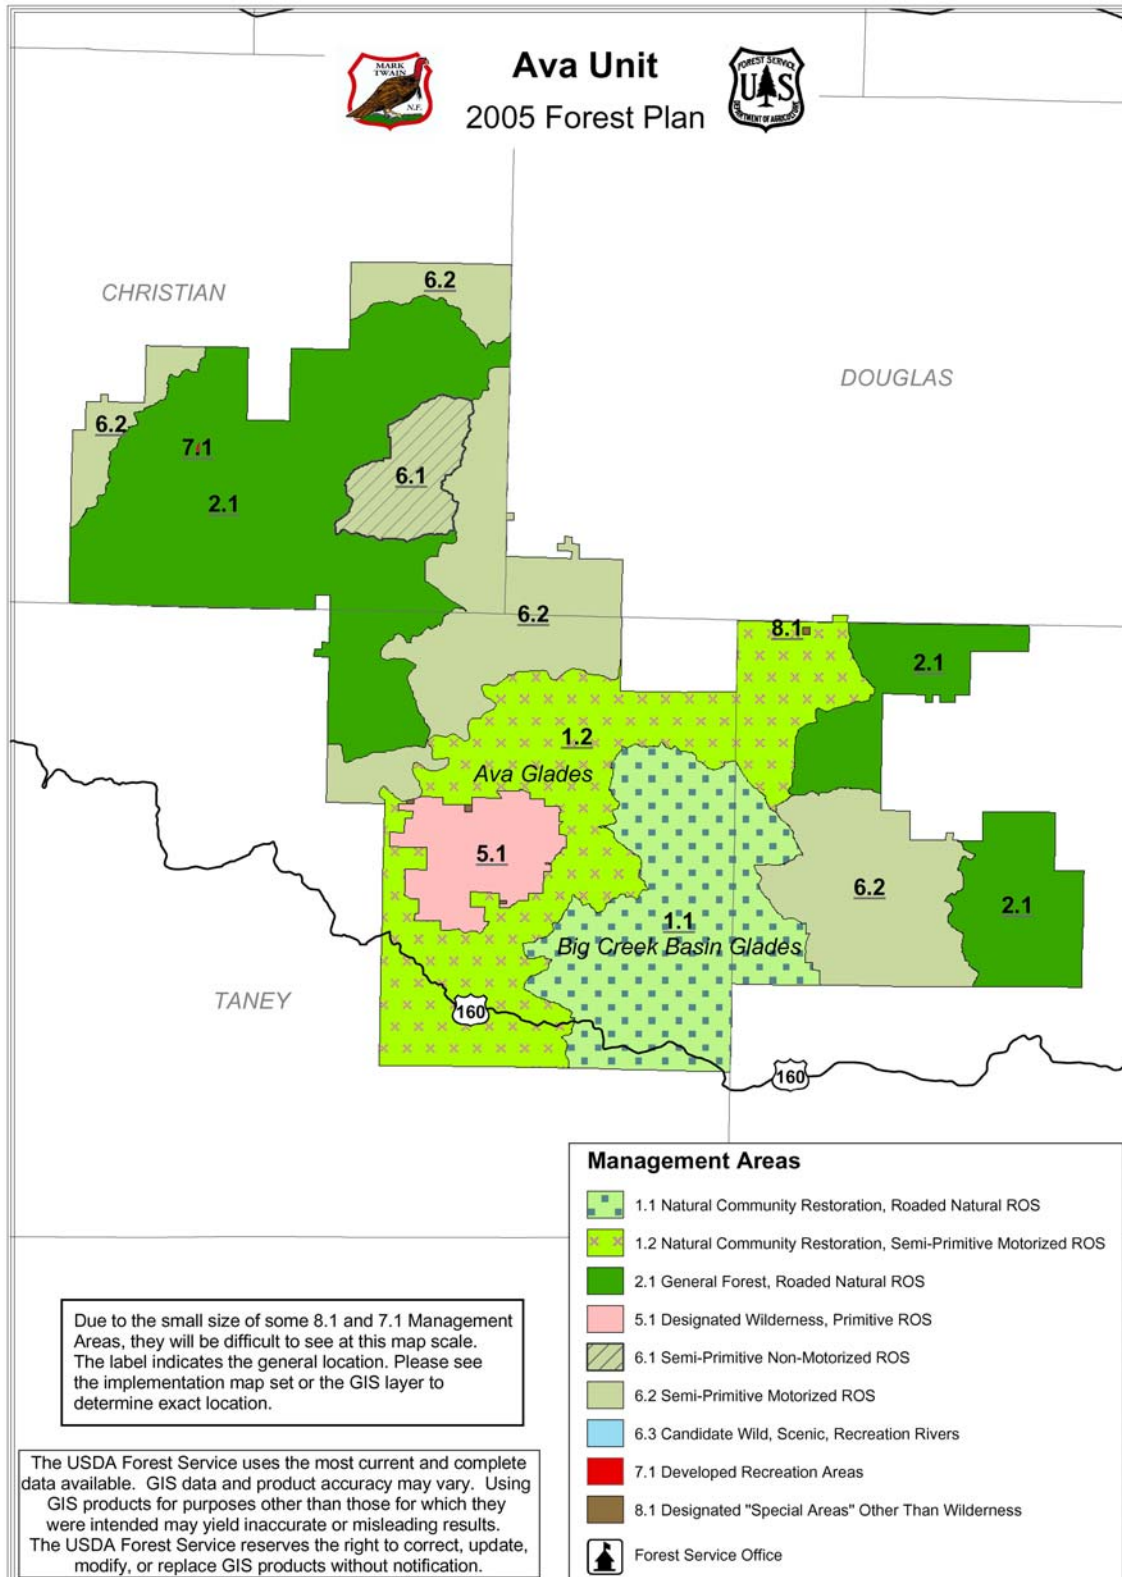 MARK
TWAIN
N.F.
Ava Unit
2005 Forest Plan
FOREST SERVICE
U S
DEPARTMENT OF AGRICULTURE
CHRISTIAN
6.2
DOUGLAS
6.2
7.1
6.1
2.1
6.2
8.1
2.1
1.2
Ava Glades
5.1
6.2
2.1
1.1
Big Creek Basin Glades
TANEY
160
160
Management Areas
1.1 Natural Community Restoration, Roaded Natural ROS
1.2 Natural Community Restoration, Semi-Primitive Motorized ROS
2.1 General Forest, Roaded Natural ROS
5.1 Designated Wilderness, Primitive ROS
6.1 Semi-Primitive Non-Motorized ROS
6.2 Semi-Primitive Motorized ROS
6.3 Candidate Wild, Scenic, Recreation Rivers
7.1 Developed Recreation Areas
8.1 Designated "Special Areas" Other Than Wilderness
Forest Service Office
Due to the small size of some 8.1 and 7.1 Management
Areas, they will be difficult to see at this map scale.
The label indicates the general location. Please see
the implementation map set or the GIS layer to
determine exact location.
The USDA Forest Service uses the most current and complete
data available. GIS data and product accuracy may vary. Using
GIS products for purposes other than those for which they
were intended may yield inaccurate or misleading results.
The USDA Forest Service reserves the right to correct, update,
modify, or replace GIS products without notification.